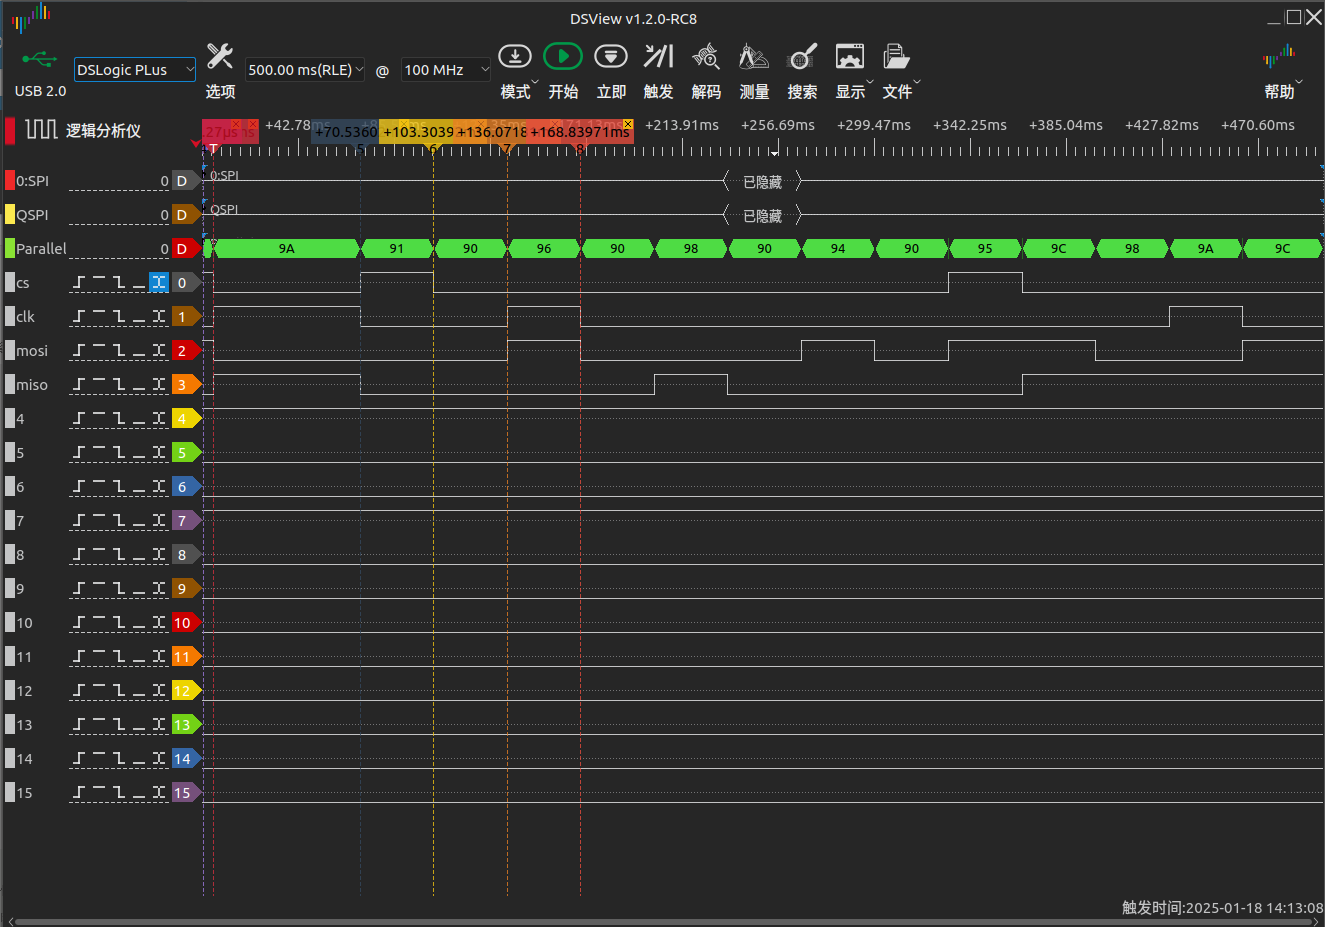 DSView v1.2.0-RC8
USB 2.0
DSLogic PLus
选项
500.00 ms(RLE)
@
100 MHz
模式
开始
立即
触发
解码
测量
搜索
显示
文件
帮助
逻辑分析仪
+42.78ms
+70.5360
+103.3039
+136.0718
+168.83971ms
+213.91ms
+256.69ms
+299.47ms
+342.25ms
+385.04ms
+427.82ms
+470.60ms
T
5
6
7
8
0:SPI
0
D
0:SPI
已隐藏
QSPI
0
D
QSPI
已隐藏
Parallel
0
D
9A
91
90
96
90
98
90
94
90
95
9C
98
9A
9C
cs
0
clk
1
mosi
2
miso
3
4
4
5
5
6
6
7
7
8
8
9
9
10
10
11
11
12
12
13
13
14
14
15
15
触发时间:2025-01-18 14:13:08